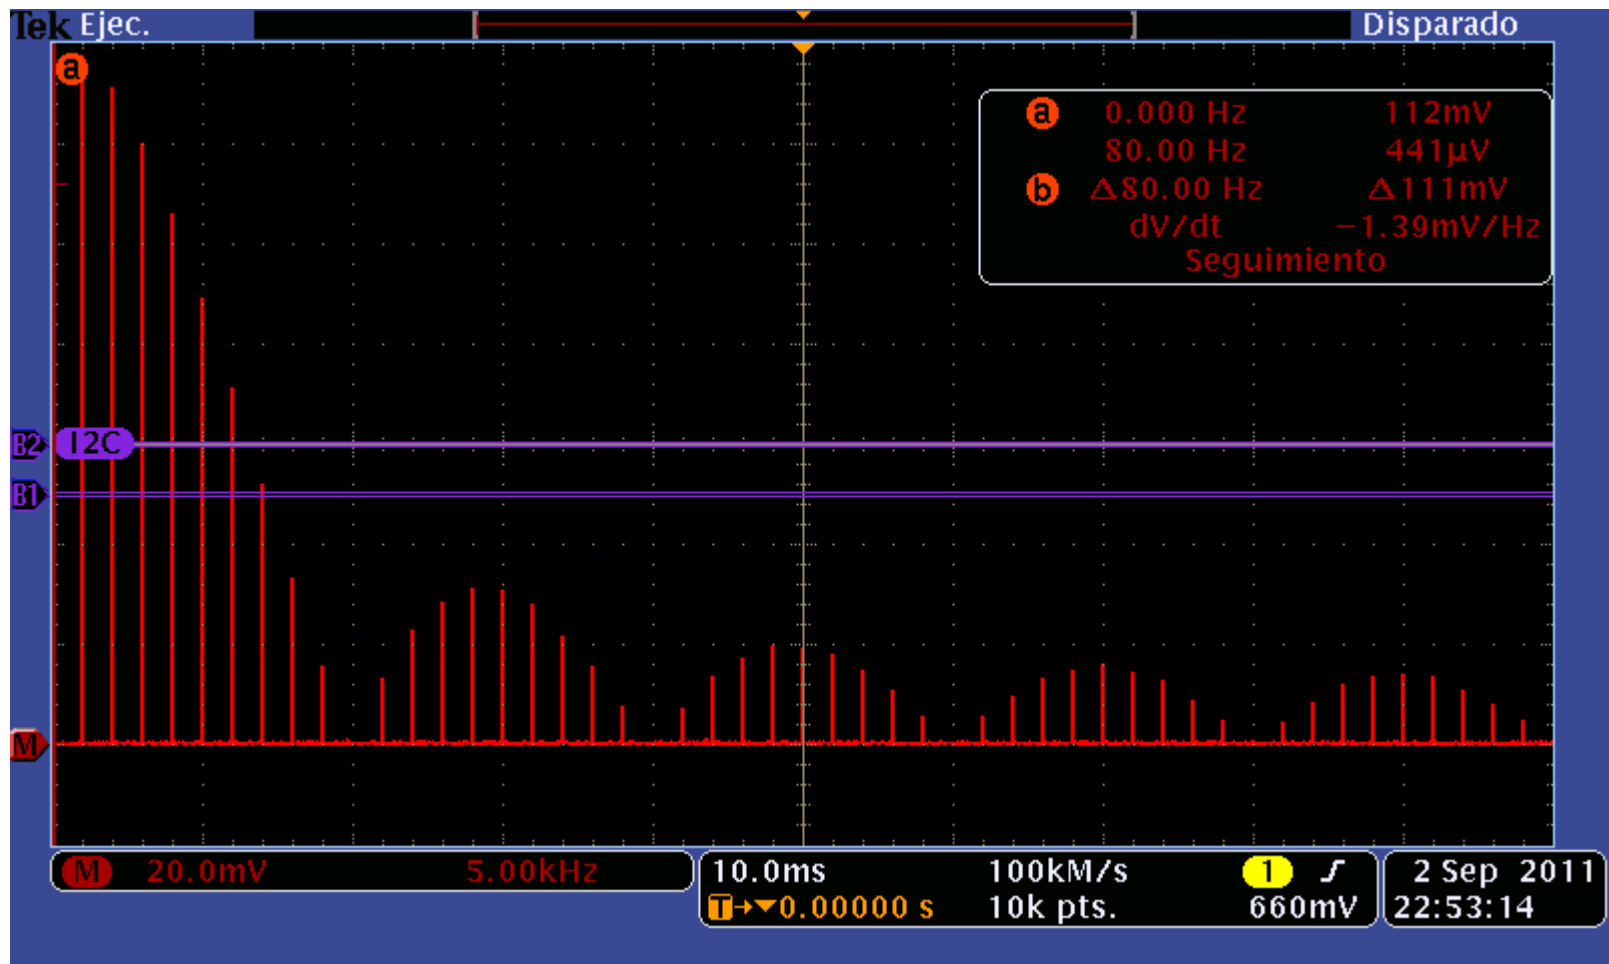 Tek Ejec. Disparado
a
a 0.000 Hz 112mV
80.00 Hz 441µV
b Δ80.00 Hz Δ111mV
dV/dt −1.39mV/Hz
Seguimiento
B2 I2C
B1
M
M 20.0mV 5.00kHz
10.0ms 100kM/s 1
T→▼0.00000 s 10k pts. 660mV
2 Sep 2011
22:53:14